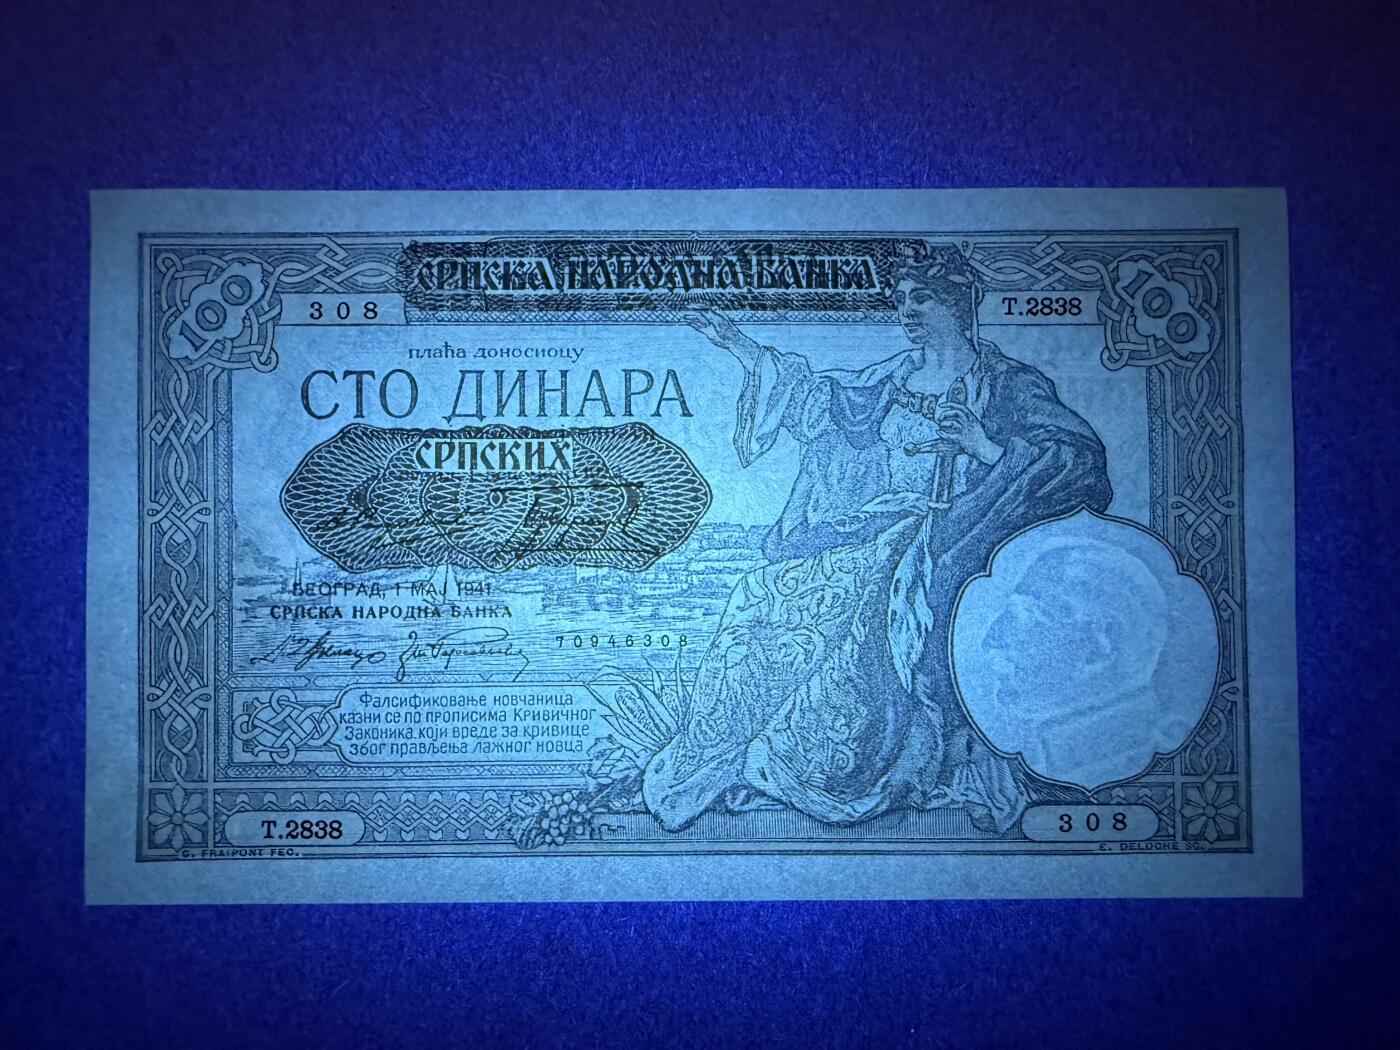 СРПСКА НАРОДНА БАНКА
100
308
Т.2838
100
плаћа доносиоцу
СТО ДИНАРА
СРПСКИХ
БЕОГРАД, 1 МАЈ 1941
СРПСКА НАРОДНА БАНКА
70946308
Фалсификовање новчаница
казни се по прописима Кривичног
Законика, који вреде за кривице
због прављења лажног новца
Т.2838
308
G. FRAIPONT FEC.
E. DELOCHE SC.